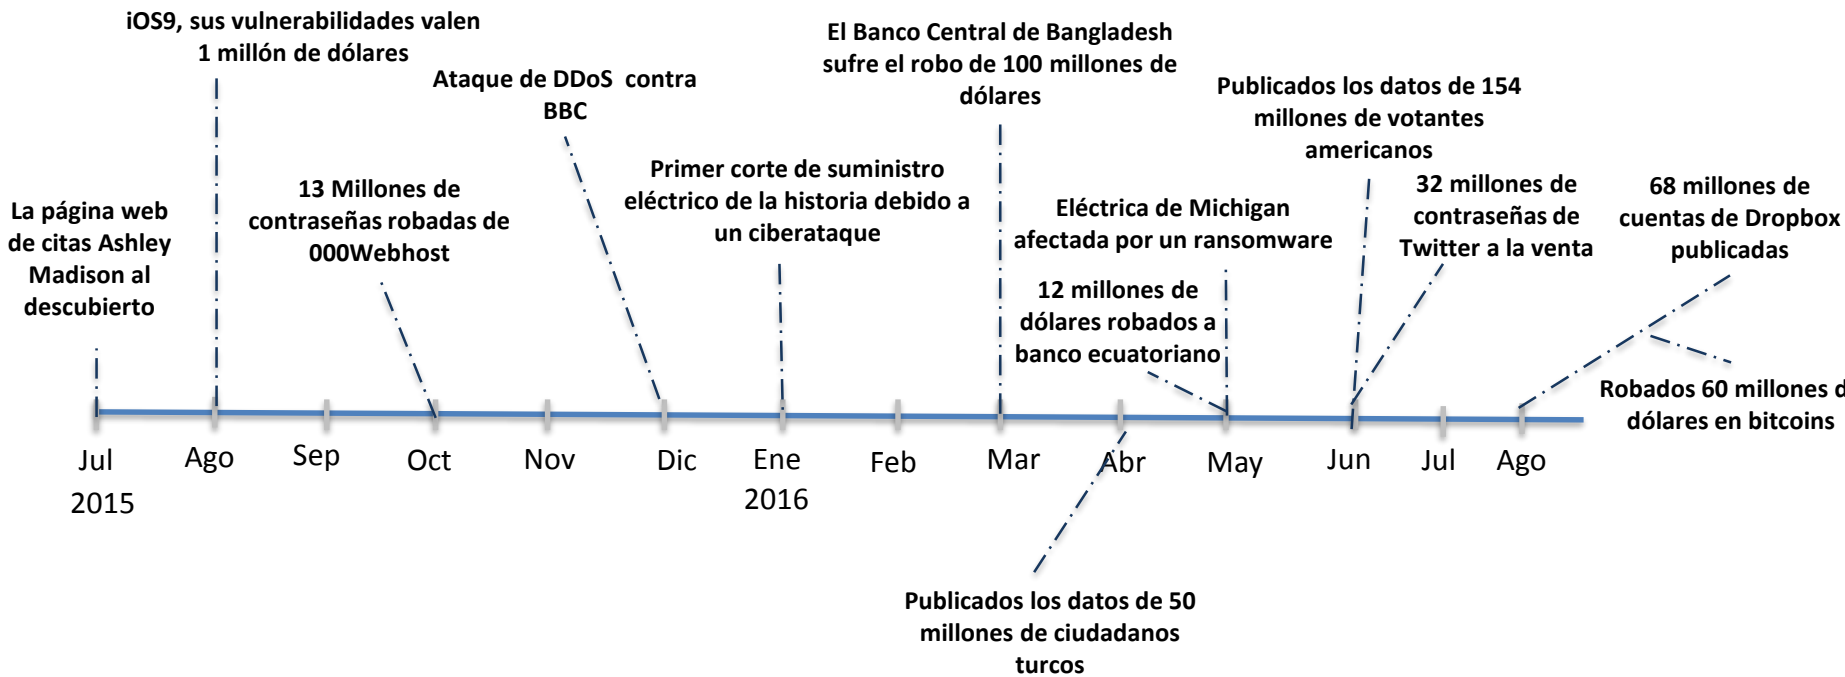 iOS9, sus vulnerabilidades valen
1 millón de dólares
Ataque de DDoS contra
BBC
El Banco Central de Bangladesh
sufre el robo de 100 millones de
dólares
Publicados los datos de 154
millones de votantes
americanos
La página web
de citas Ashley
Madison al
descubierto
13 Millones de
contraseñas robadas de
000Webhost
Primer corte de suministro
eléctrico de la historia debido a
un ciberataque
Eléctrica de Michigan
afectada por un ransomware
12 millones de
dólares robados a
banco ecuatoriano
32 millones de
contraseñas de
Twitter a la venta
68 millones de
cuentas de Dropbox
publicadas
Robados 60 millones d
dólares en bitcoins
Jul
2015
Ago
Sep
Oct
Nov
Dic
Ene
2016
Feb
Mar
Abr
May
Jun
Jul
Ago
Publicados los datos de 50
millones de ciudadanos
turcos